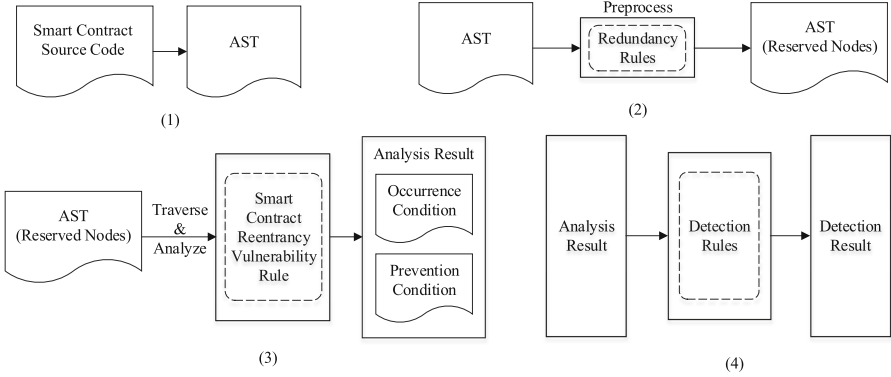 Smart Contract
Source Code
AST
(1)
Preprocess
AST
Redundancy
Rules
AST
(Reserved Nodes)
(2)
AST
(Reserved Nodes)
Traverse
&
Analyze
Smart
Contract
Reentrancy
Vulnerability
Rule
Analysis Result
Occurrence
Condition
Prevention
Condition
(3)
Analysis
Result
Detection
Rules
Detection
Result
(4)